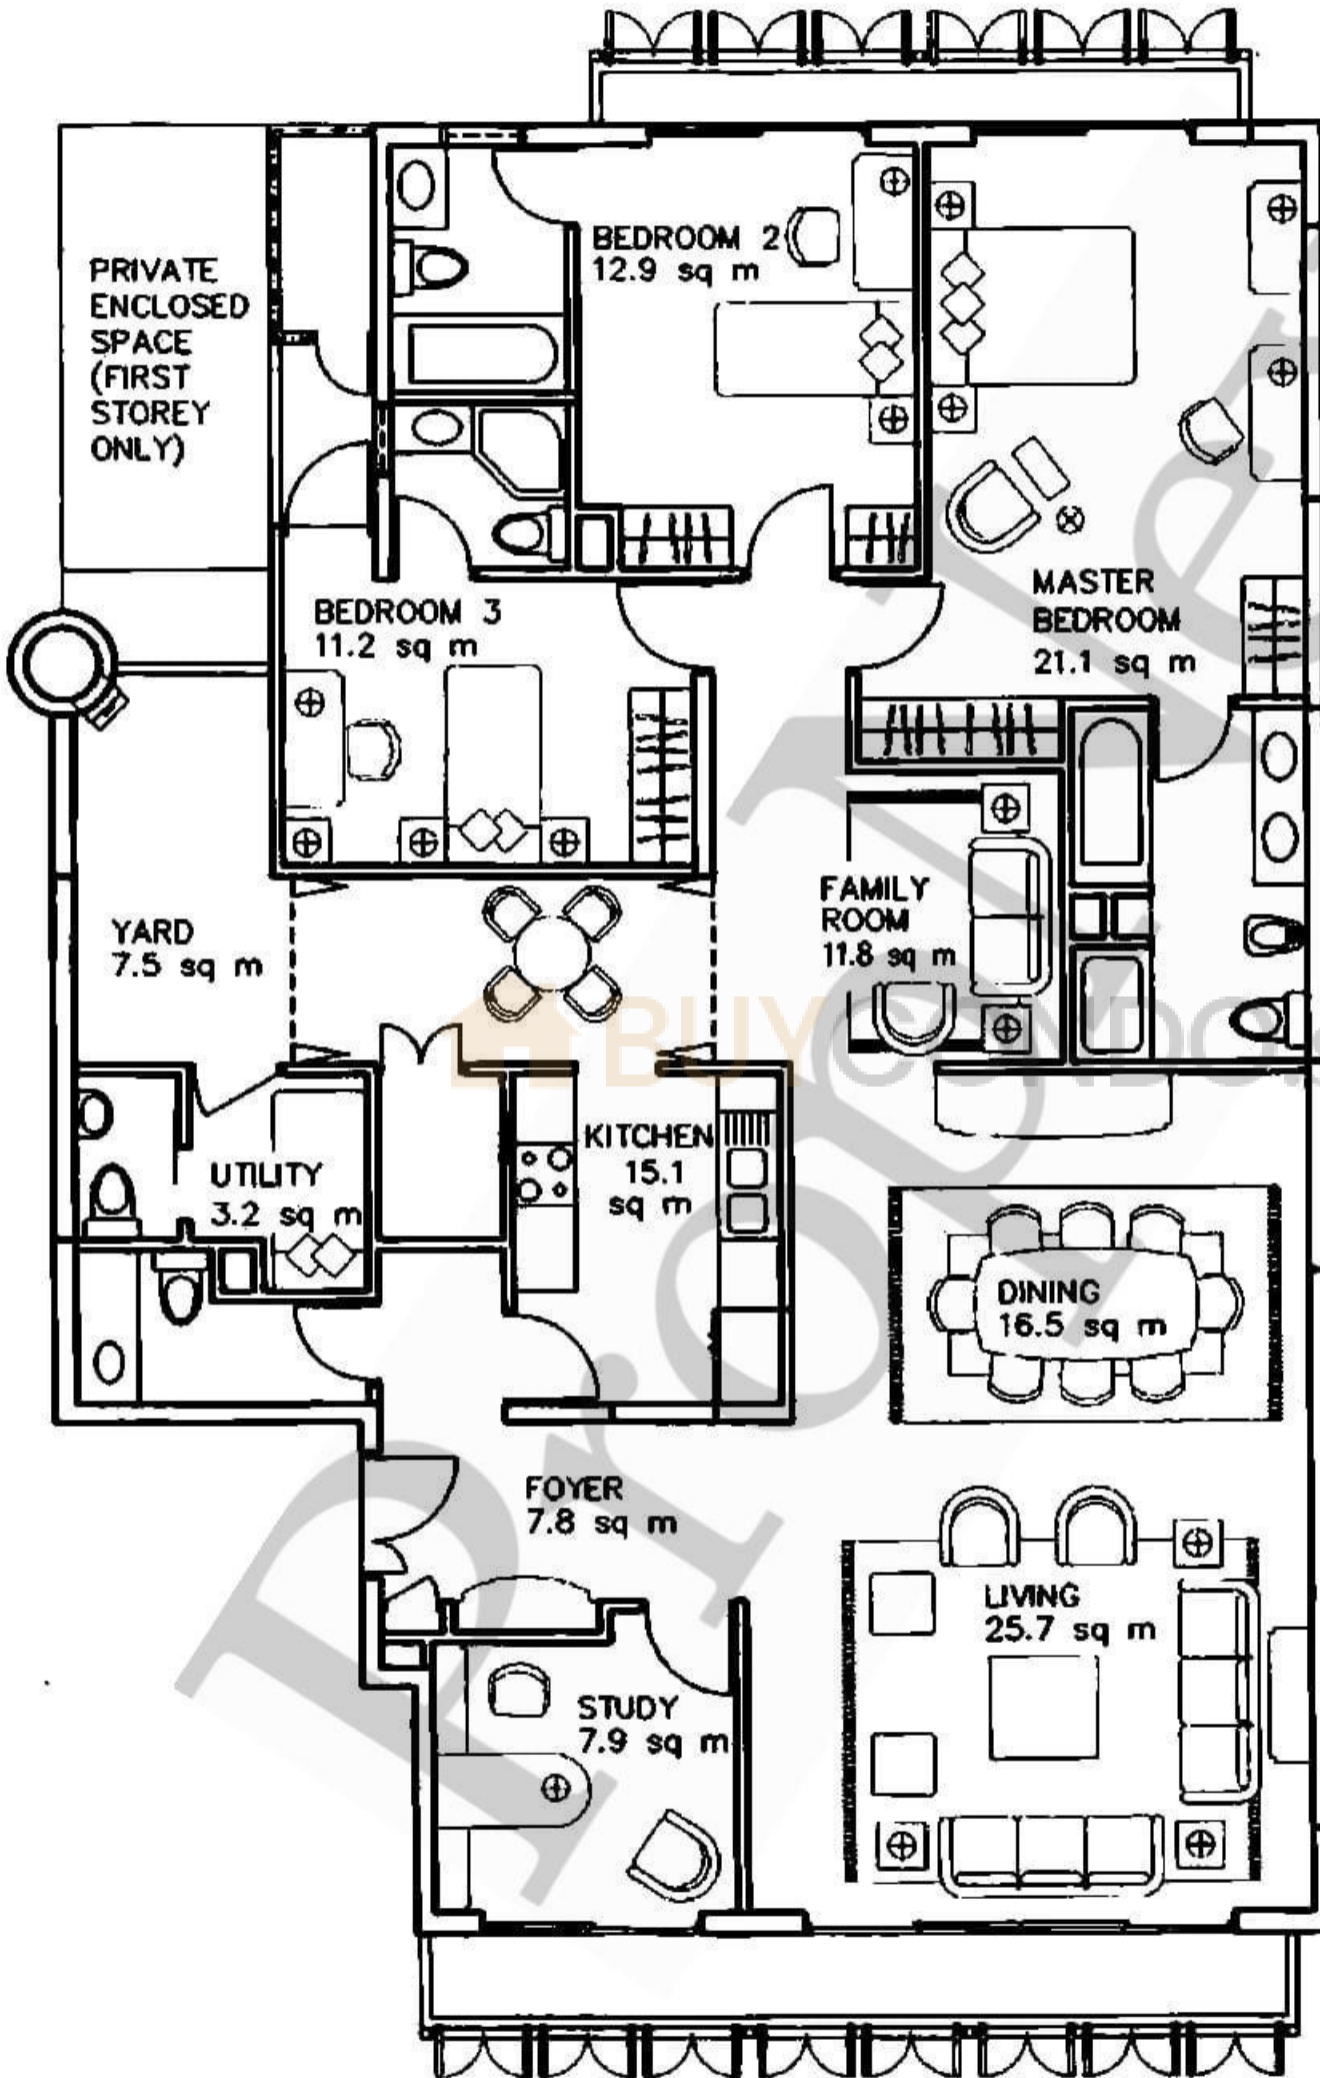 BEDROOM 2
12.9 sq m
PRIVATE
ENCLOSED
SPACE
(FIRST
STOREY
ONLY)
MASTER
BEDROOM
21.1 sq m
BEDROOM 3
11.2 sq m
FAMILY
ROOM
11.8 sq m
YARD
7.5 sq m
BUYCONDO.S
KITCHEN
15.1
sq m
UTILITY
3.2 sq m
DINING
16.5 sq m
FOYER
7.8 sq m
LIVING
25.7 sq m
STUDY
7.9 sq m